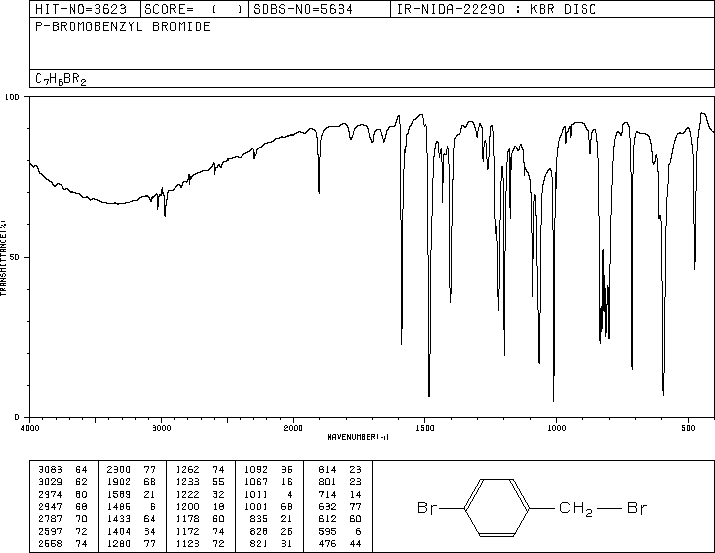 HIT-NO=3623 SCORE= ( ) SDBS-NO=5634 IR-NIDA-22290 : KBR DISC
P-BROMOBENZYL BROMIDE
C7H6BR2
100
50
0
TRANSMITTANCE(%)
4000 3000 2000 1500 1000 500
WAVENUMBER(-1)
3083 64 2300 77 1262 74 1092 36 814 23
3029 62 1902 68 1233 55 1067 16 801 23
2974 60 1589 21 1222 32 1011 4 714 14
2947 68 1486 6 1200 18 1001 68 632 77
2787 70 1433 64 1178 60 835 21 612 60
2597 72 1404 34 1172 74 828 26 595 6
2558 74 1280 77 1123 72 821 31 476 44
Br CH2 Br